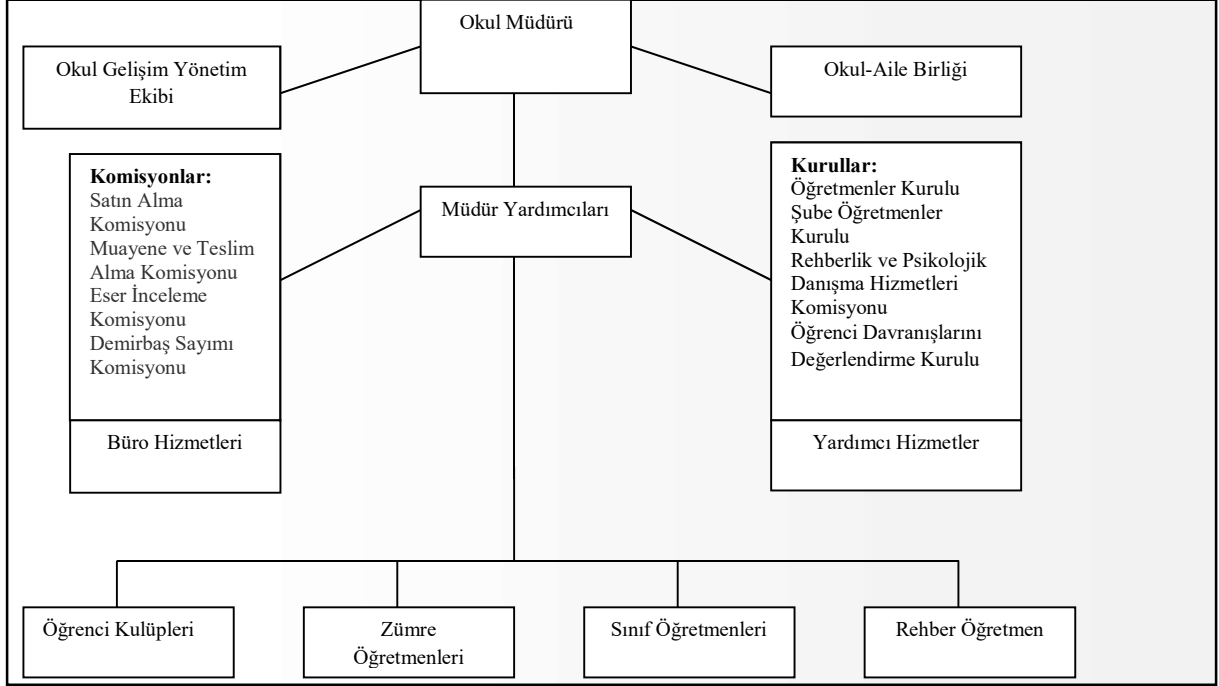 Okul Müdürü
Okul Gelişim Yönetim
Ekibi
Okul-Aile Birliği
Komisyonlar:
Satın Alma
Komisyonu
Muayene ve Teslim
Alma Komisyonu
Eser İnceleme
Komisyonu
Demirbaş Sayımı
Komisyonu
Müdür Yardımcıları
Kurullar:
Öğretmenler Kurulu
Şube Öğretmenler
Kurulu
Rehberlik ve Psikolojik
Danışma Hizmetleri
Komisyonu
Öğrenci Davranışlarını
Değerlendirme Kurulu
Büro Hizmetleri
Yardımcı Hizmetler
Öğrenci Kulüpleri
Zümre
Öğretmenleri
Sınıf Öğretmenleri
Rehber Öğretmen